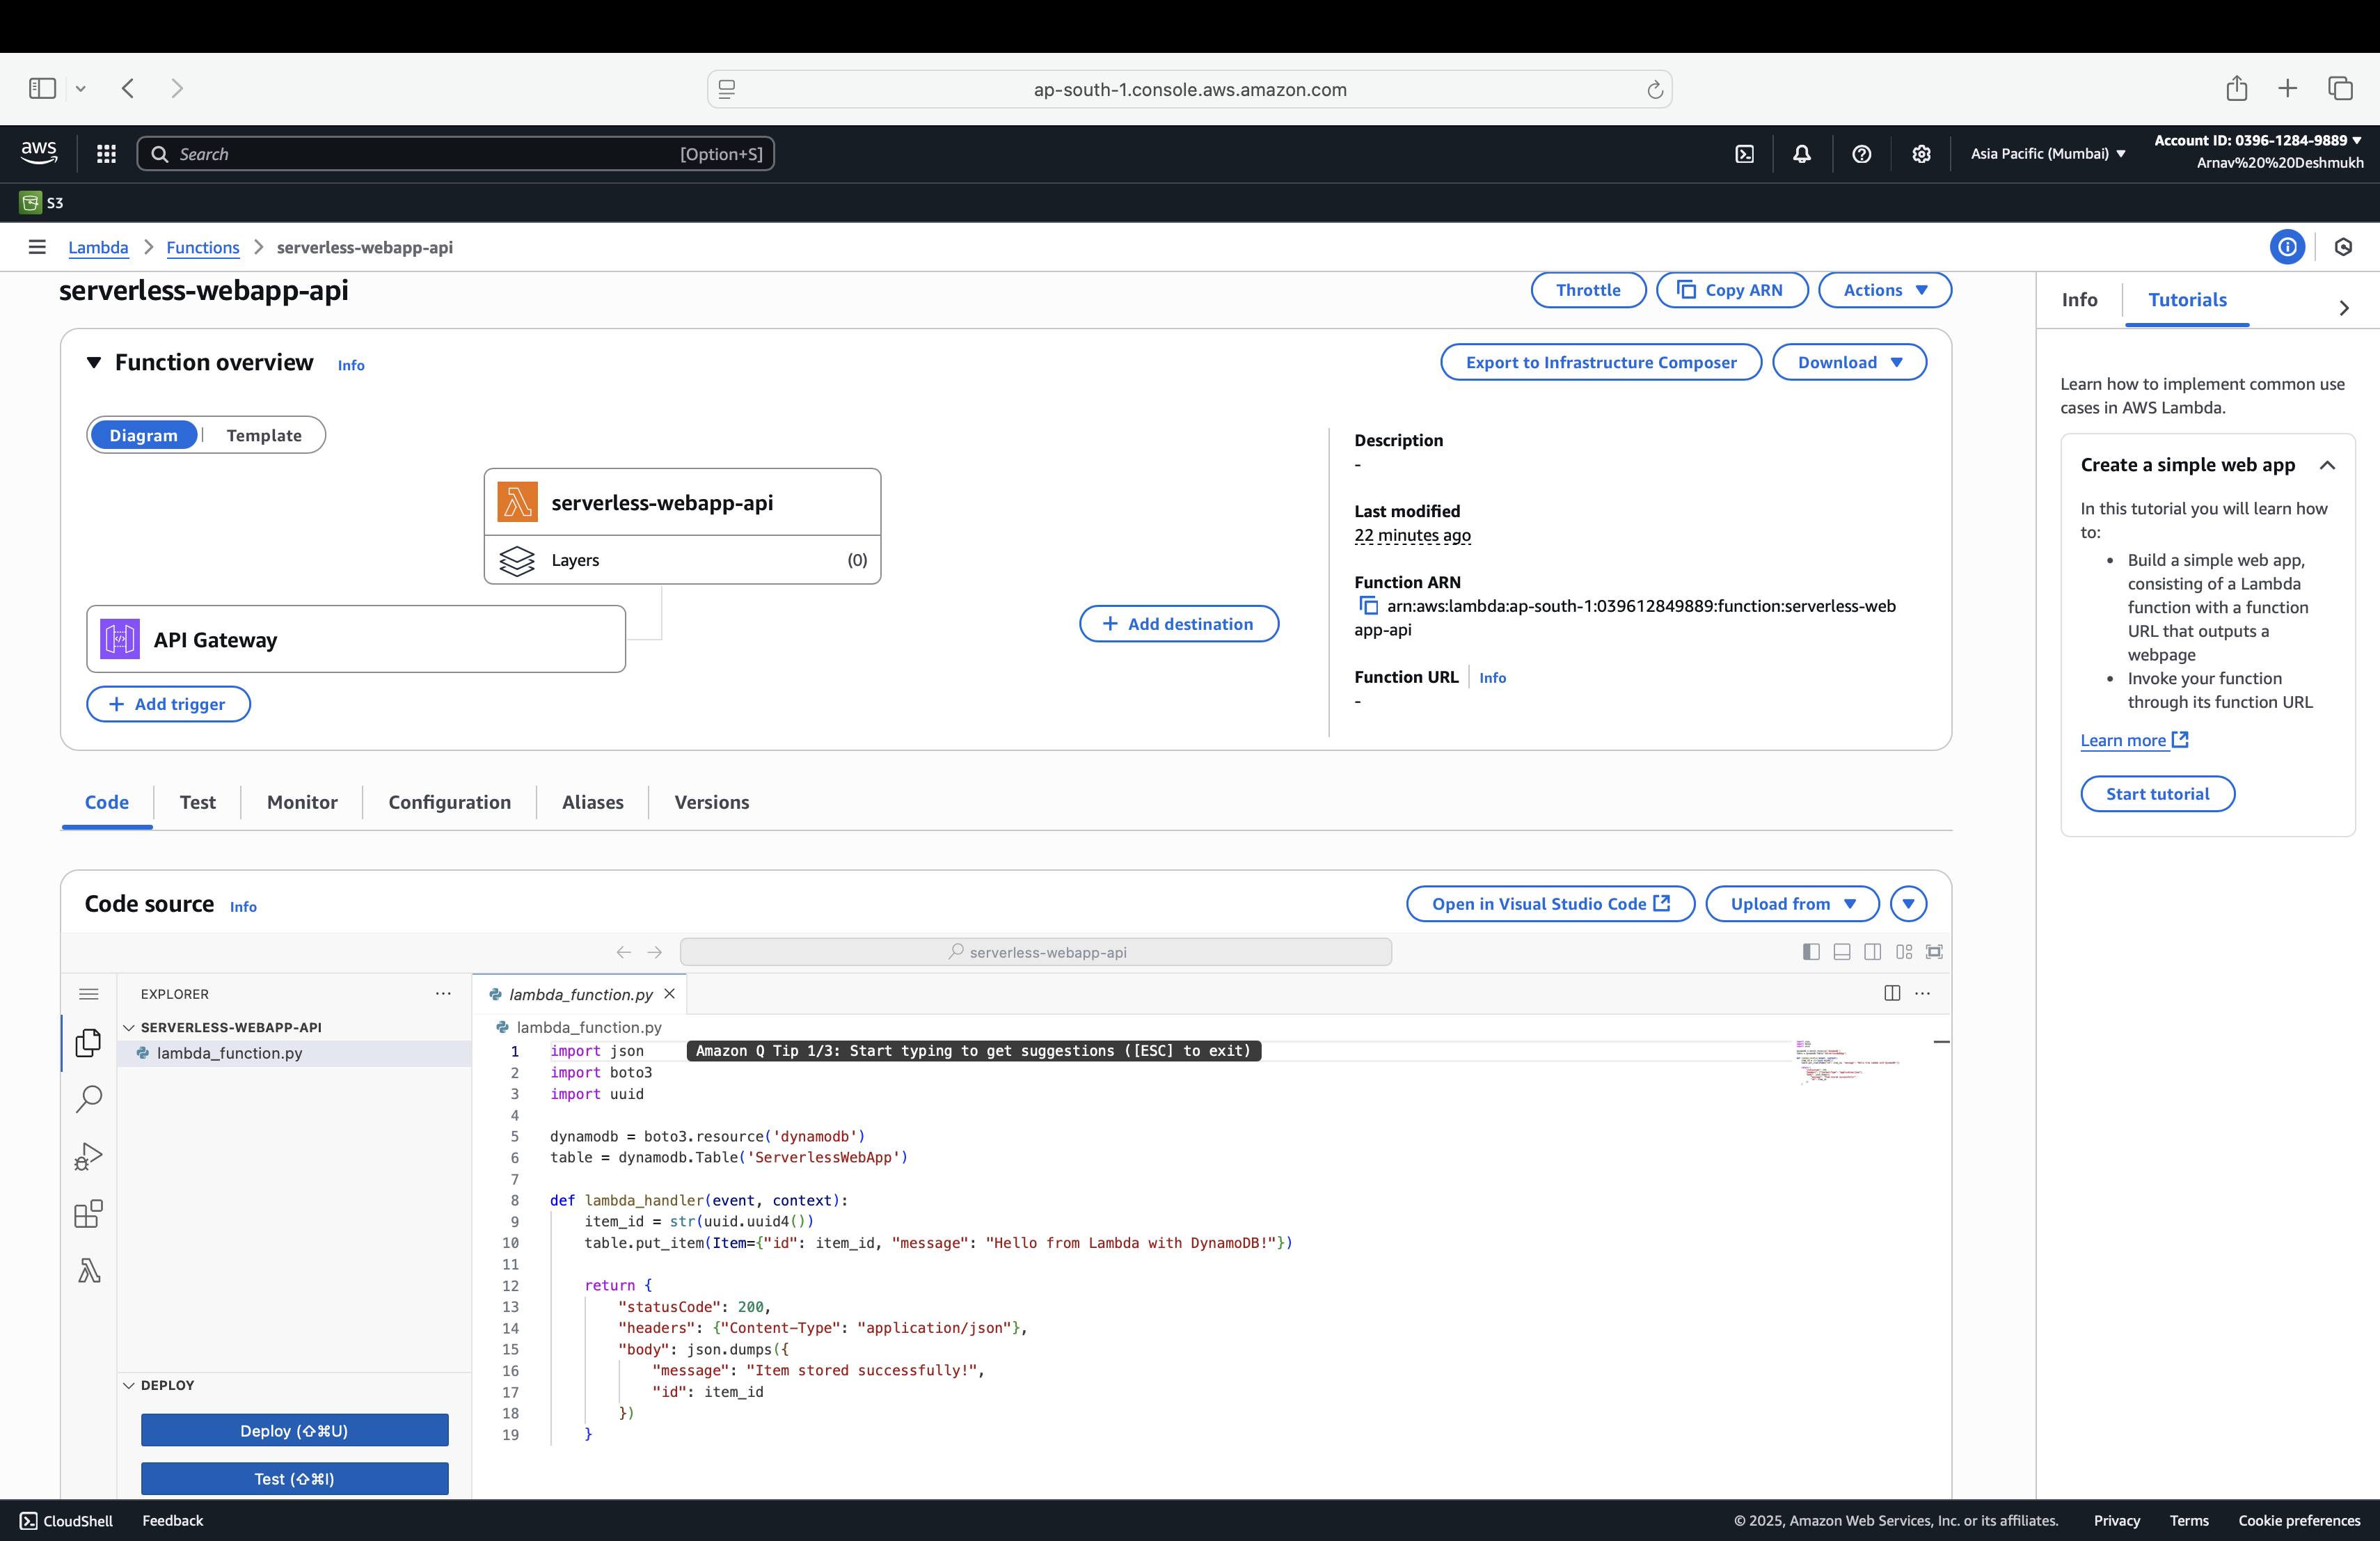 ap-south-1.console.aws.amazon.com
aws
Search [Option+S]
Asia Pacific (Mumbai)
Account ID: 0396-1284-9889
Arnav%20%20Deshmukh
S3
Lambda
Functions
serverless-webapp-api
serverless-webapp-api
Throttle
Copy ARN
Actions
Function overview Info
Export to Infrastructure Composer
Download
Diagram
Template
serverless-webapp-api
Layers (0)
API Gateway
+ Add trigger
+ Add destination
Description
-
Last modified
22 minutes ago
Function ARN
arn:aws:lambda:ap-south-1:039612849889:function:serverless-web
app-api
Function URL Info
-
Info
Tutorials
Learn how to implement common use
cases in AWS Lambda.
Create a simple web app
In this tutorial you will learn how
to:
• Build a simple web app,
consisting of a Lambda
function with a function
URL that outputs a
webpage
• Invoke your function
through its function URL
Learn more
Start tutorial
Code
Test
Monitor
Configuration
Aliases
Versions
Code source Info
Open in Visual Studio Code
Upload from
serverless-webapp-api
EXPLORER
SERVERLESS-WEBAPP-API
lambda_function.py
DEPLOY
Deploy (⇧⌘U)
Test (⇧⌘I)
lambda_function.py
lambda_function.py
1 import json Amazon Q Tip 1/3: Start typing to get suggestions ([ESC] to exit)
2 import boto3
3 import uuid
4
5 dynamodb = boto3.resource('dynamodb')
6 table = dynamodb.Table('ServerlessWebApp')
7
8 def lambda_handler(event, context):
9     item_id = str(uuid.uuid4())
10     table.put_item(Item={"id": item_id, "message": "Hello from Lambda with DynamoDB!"})
11
12     return {
13         "statusCode": 200,
14         "headers": {"Content-Type": "application/json"},
15         "body": json.dumps({
16             "message": "Item stored successfully!",
17             "id": item_id
18         })
19     }
CloudShell
Feedback
© 2025, Amazon Web Services, Inc. or its affiliates.
Privacy
Terms
Cookie preferences